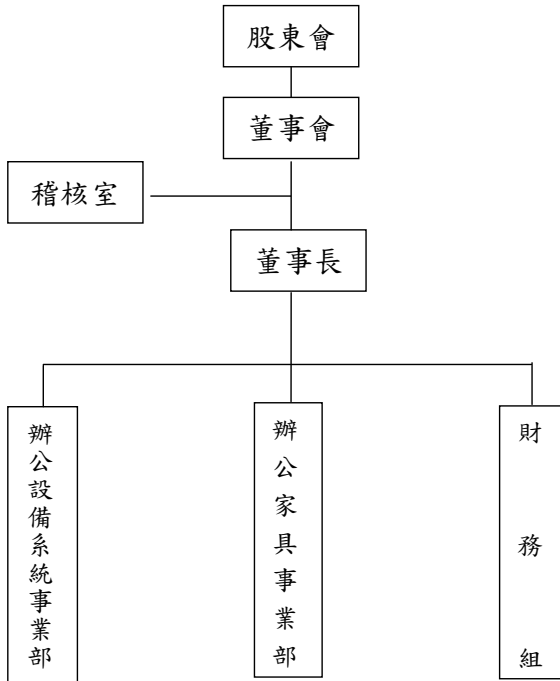 股東會
董事會
稽核室
董事長
辦公設備系統事業部
辦公家具事業部
財務組